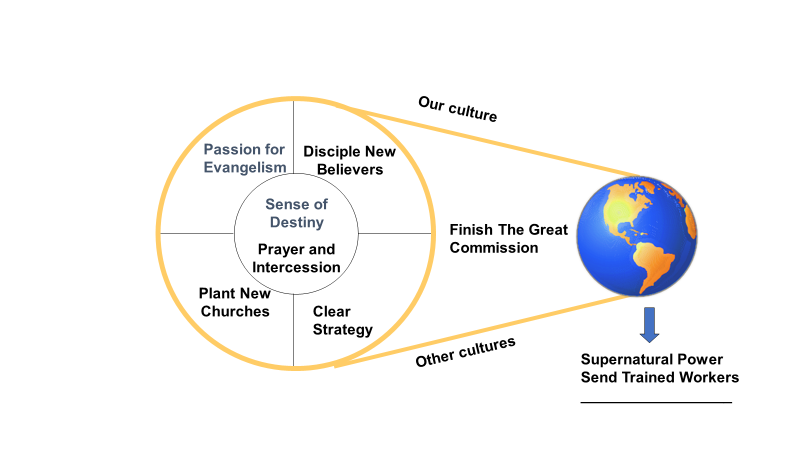 Our culture
Passion for
Evangelism
Disciple New
Believers
Sense of
Destiny
Prayer and
Intercession
Finish The Great
Commission
Plant New
Churches
Clear
Strategy
Other cultures
Supernatural Power
Send Trained Workers